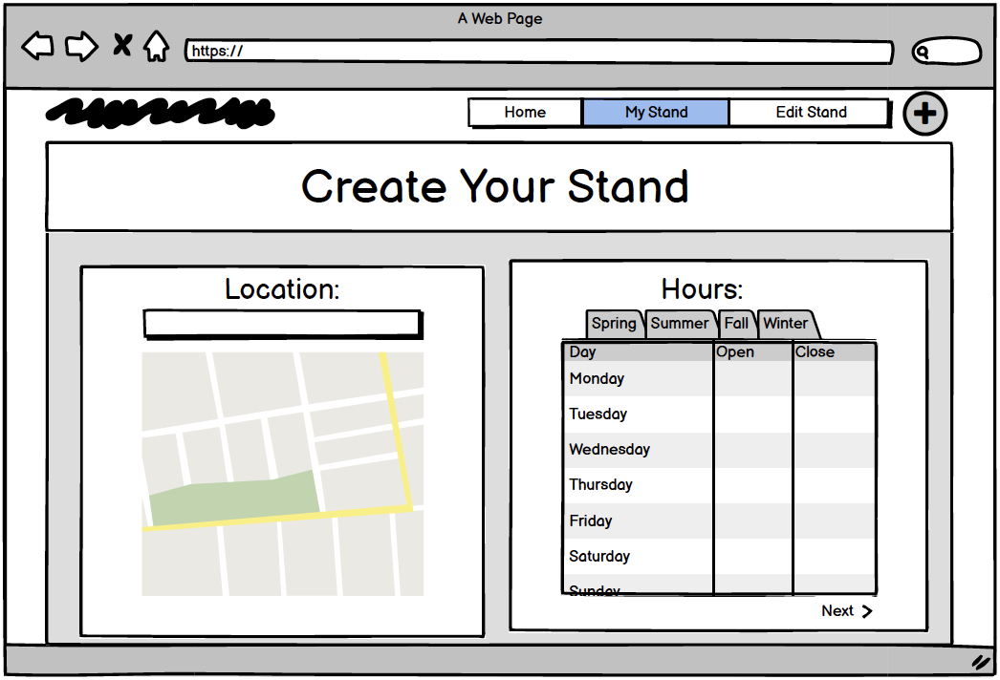 A Web Page
https://
Home My Stand Edit Stand
Create Your Stand
Location:
Hours:
Spring Summer Fall Winter
Day Open Close
Monday
Tuesday
Wednesday
Thursday
Friday
Saturday
Sunday
Next